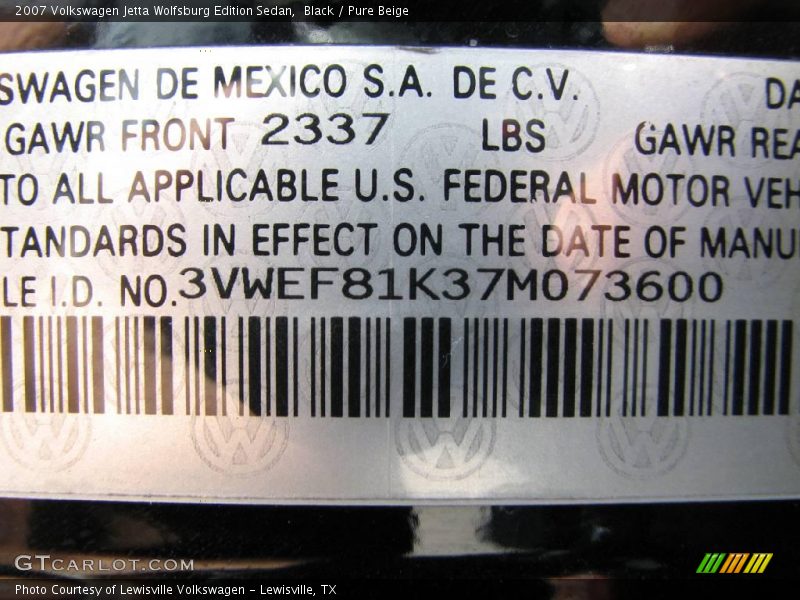 2007 Volkswagen Jetta Wolfsburg Edition Sedan, Black / Pure Beige
SWAGEN DE MEXICO S.A. DE C.V. DA
GAWR FRONT 2337 LBS GAWR REA
TO ALL APPLICABLE U.S. FEDERAL MOTOR VEH
TANDARDS IN EFFECT ON THE DATE OF MANU
LE I.D. NO. 3VWEF81K37M073600
GTCARLOT.COM
Photo Courtesy of Lewisville Volkswagen - Lewisville, TX